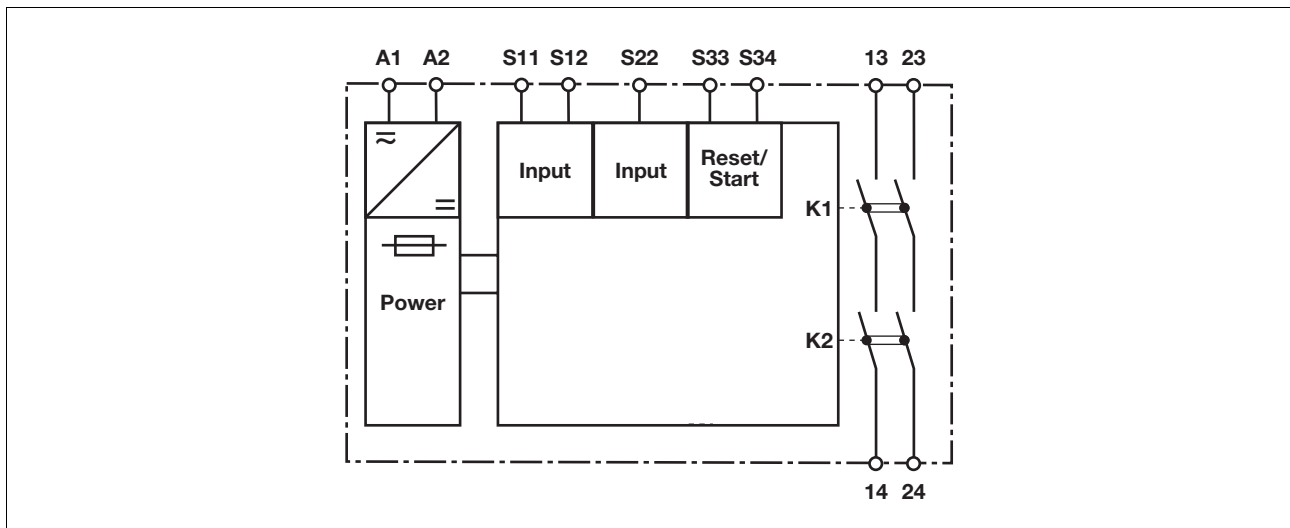 A1 A2 S11 S12 S22 S33 S34 13 23
Input Input Reset/
Start
K1
Power
K2
14 24